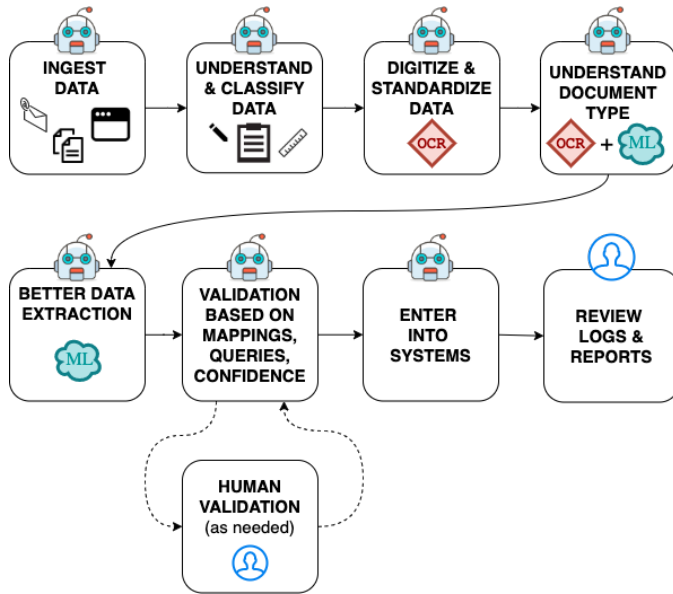 INGEST
DATA
UNDERSTAND
& CLASSIFY
DATA
DIGITIZE &
STANDARDIZE
DATA
OCR
UNDERSTAND
DOCUMENT
TYPE
OCR + ML
BETTER DATA
EXTRACTION
ML
VALIDATION
BASED ON
MAPPINGS,
QUERIES,
CONFIDENCE
ENTER
INTO
SYSTEMS
REVIEW
LOGS &
REPORTS
HUMAN
VALIDATION
(as needed)